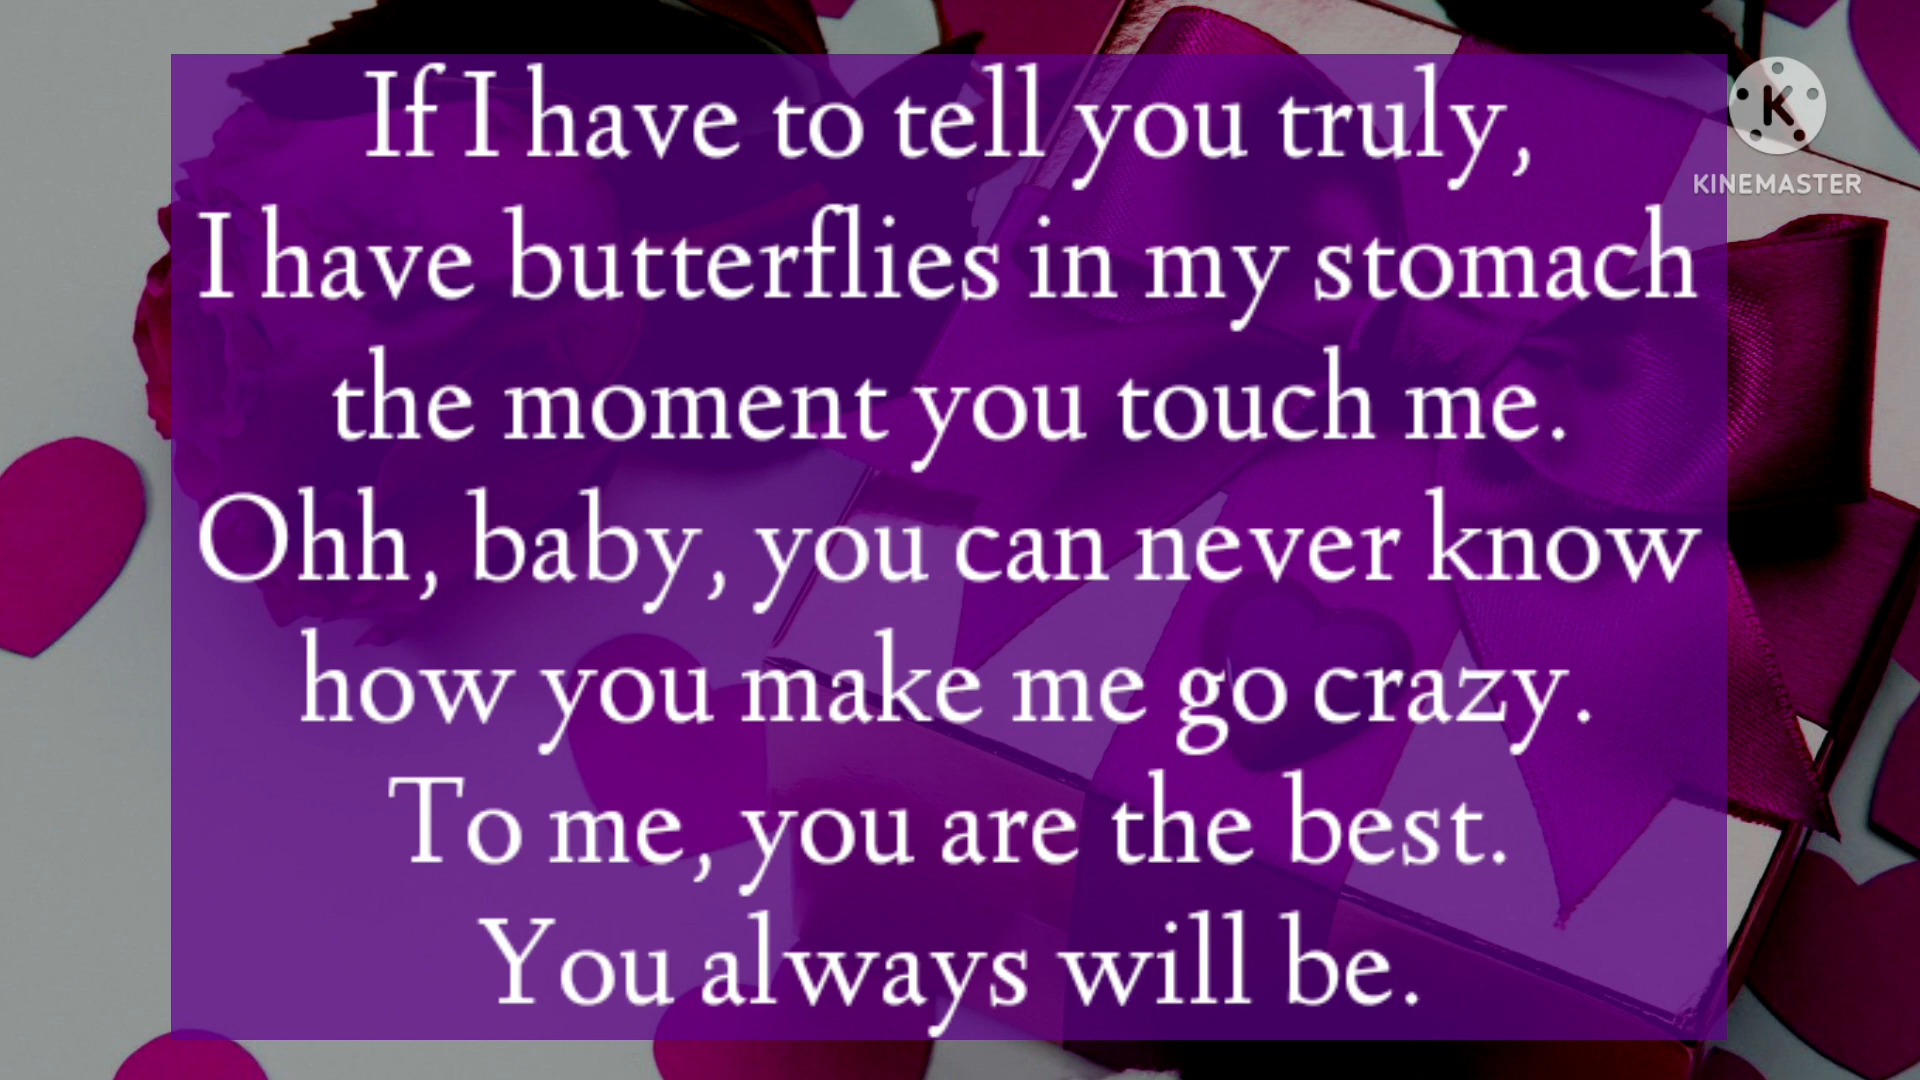 If I have to tell you truly,
I have butterflies in my stomach
the moment you touch me.
Ohh, baby, you can never know
how you make me go crazy.
To me, you are the best.
You always will be.
K
KINEMASTER